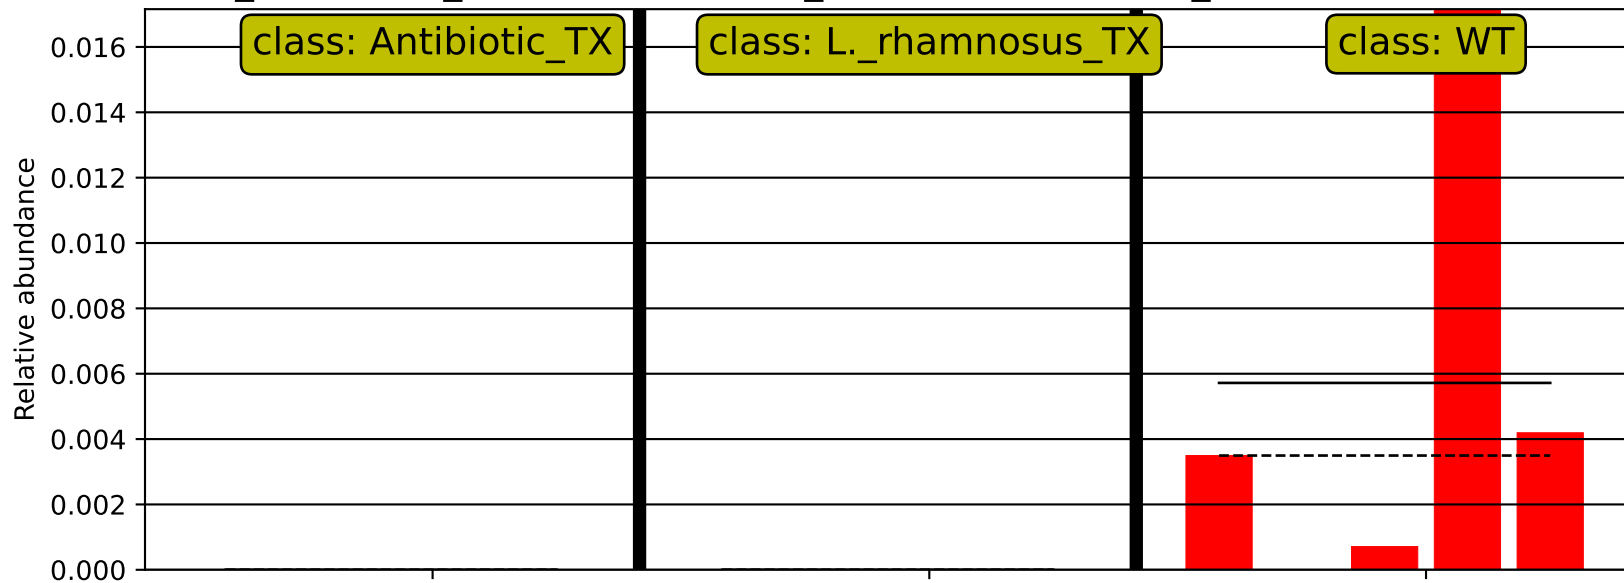 class: Antibiotic_TX
class: L._rhamnosus_TX
class: WT
Relative abundance
0.016
0.014
0.012
0.010
0.008
0.006
0.004
0.002
0.000